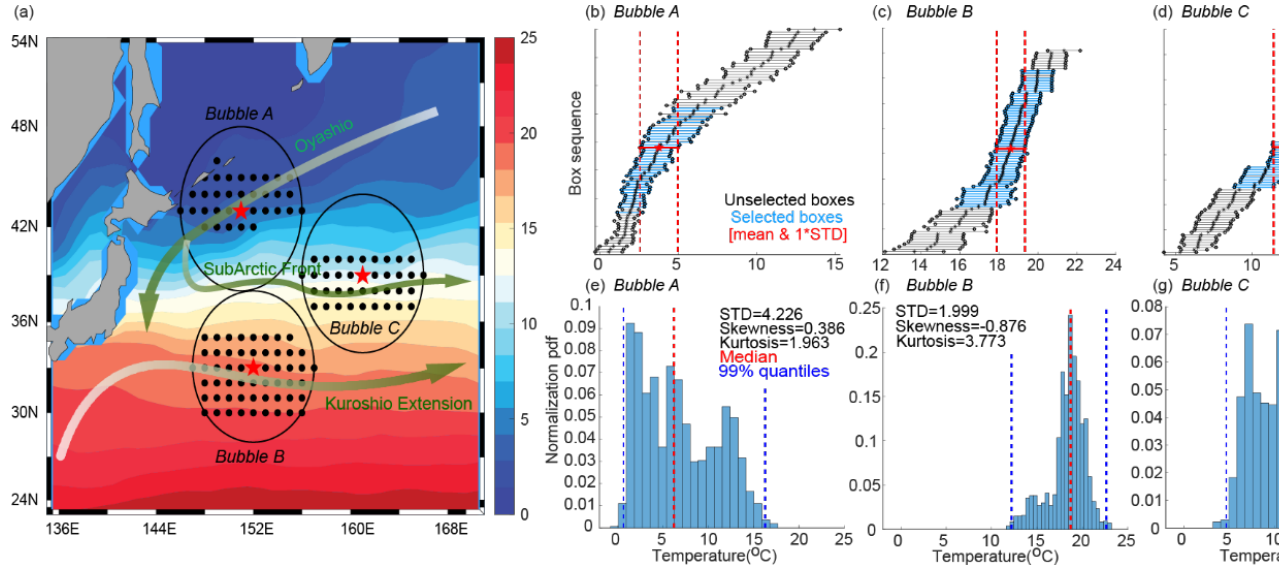 (a)
54N
48N
42N
36N
30N
24N
136E
144E
152E
160E
168E
Bubble A
Oyashio
SubArctic Front
Bubble C
Kuroshio Extension
Bubble B
25
20
15
10
5
0
(b) Bubble A
Box sequence
Unselected boxes
Selected boxes
[mean & 1*STD]
0
5
10
15
(c) Bubble B
12
14
16
18
20
22
24
(d) Bubble C
5
10
(e) Bubble A
Normalization pdf
0.1
0.09
0.08
0.07
0.06
0.05
0.04
0.03
0.02
0.01
0
STD=4.226
Skewness=0.386
Kurtosis=1.963
Median
99% quantiles
0
5
10
15
20
25
Temperature(°C)
(f) Bubble B
0.25
0.20
0.15
0.1
0.05
0
STD=1.999
Skewness=-0.876
Kurtosis=3.773
0
5
10
15
20
25
Temperature(°C)
(g) Bubble C
0.08
0.07
0.06
0.05
0.04
0.03
0.02
0.01
0
0
5
Tempera